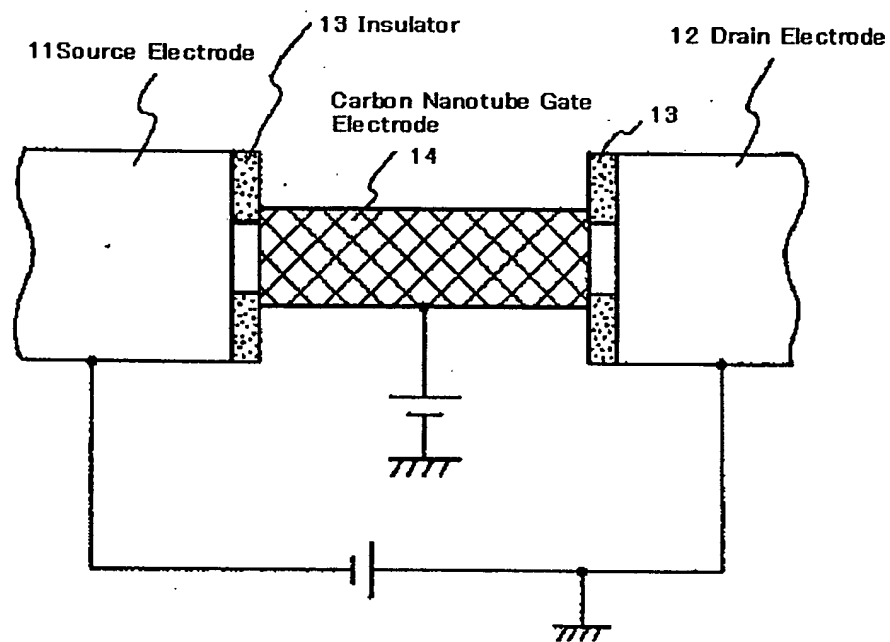 13 Insulator
11Source Electrode
12 Drain Electrode
Carbon Nanotube Gate
Electrode
14
13